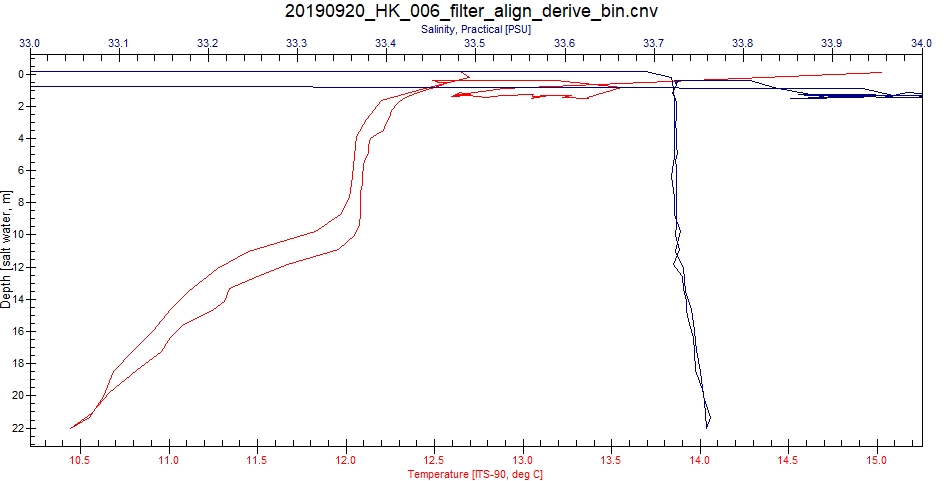 20190920_HK_006_filter_align_derive_bin.cnv
Salinity, Practical [PSU]
33.0 33.1 33.2 33.3 33.4 33.5 33.6 33.7 33.8 33.9 34.0
0
2
4
6
8
10
12
14
16
18
20
22
Depth [salt water, m]
10.5 11.0 11.5 12.0 12.5 13.0 13.5 14.0 14.5 15.0
Temperature [ITS-90, deg C]